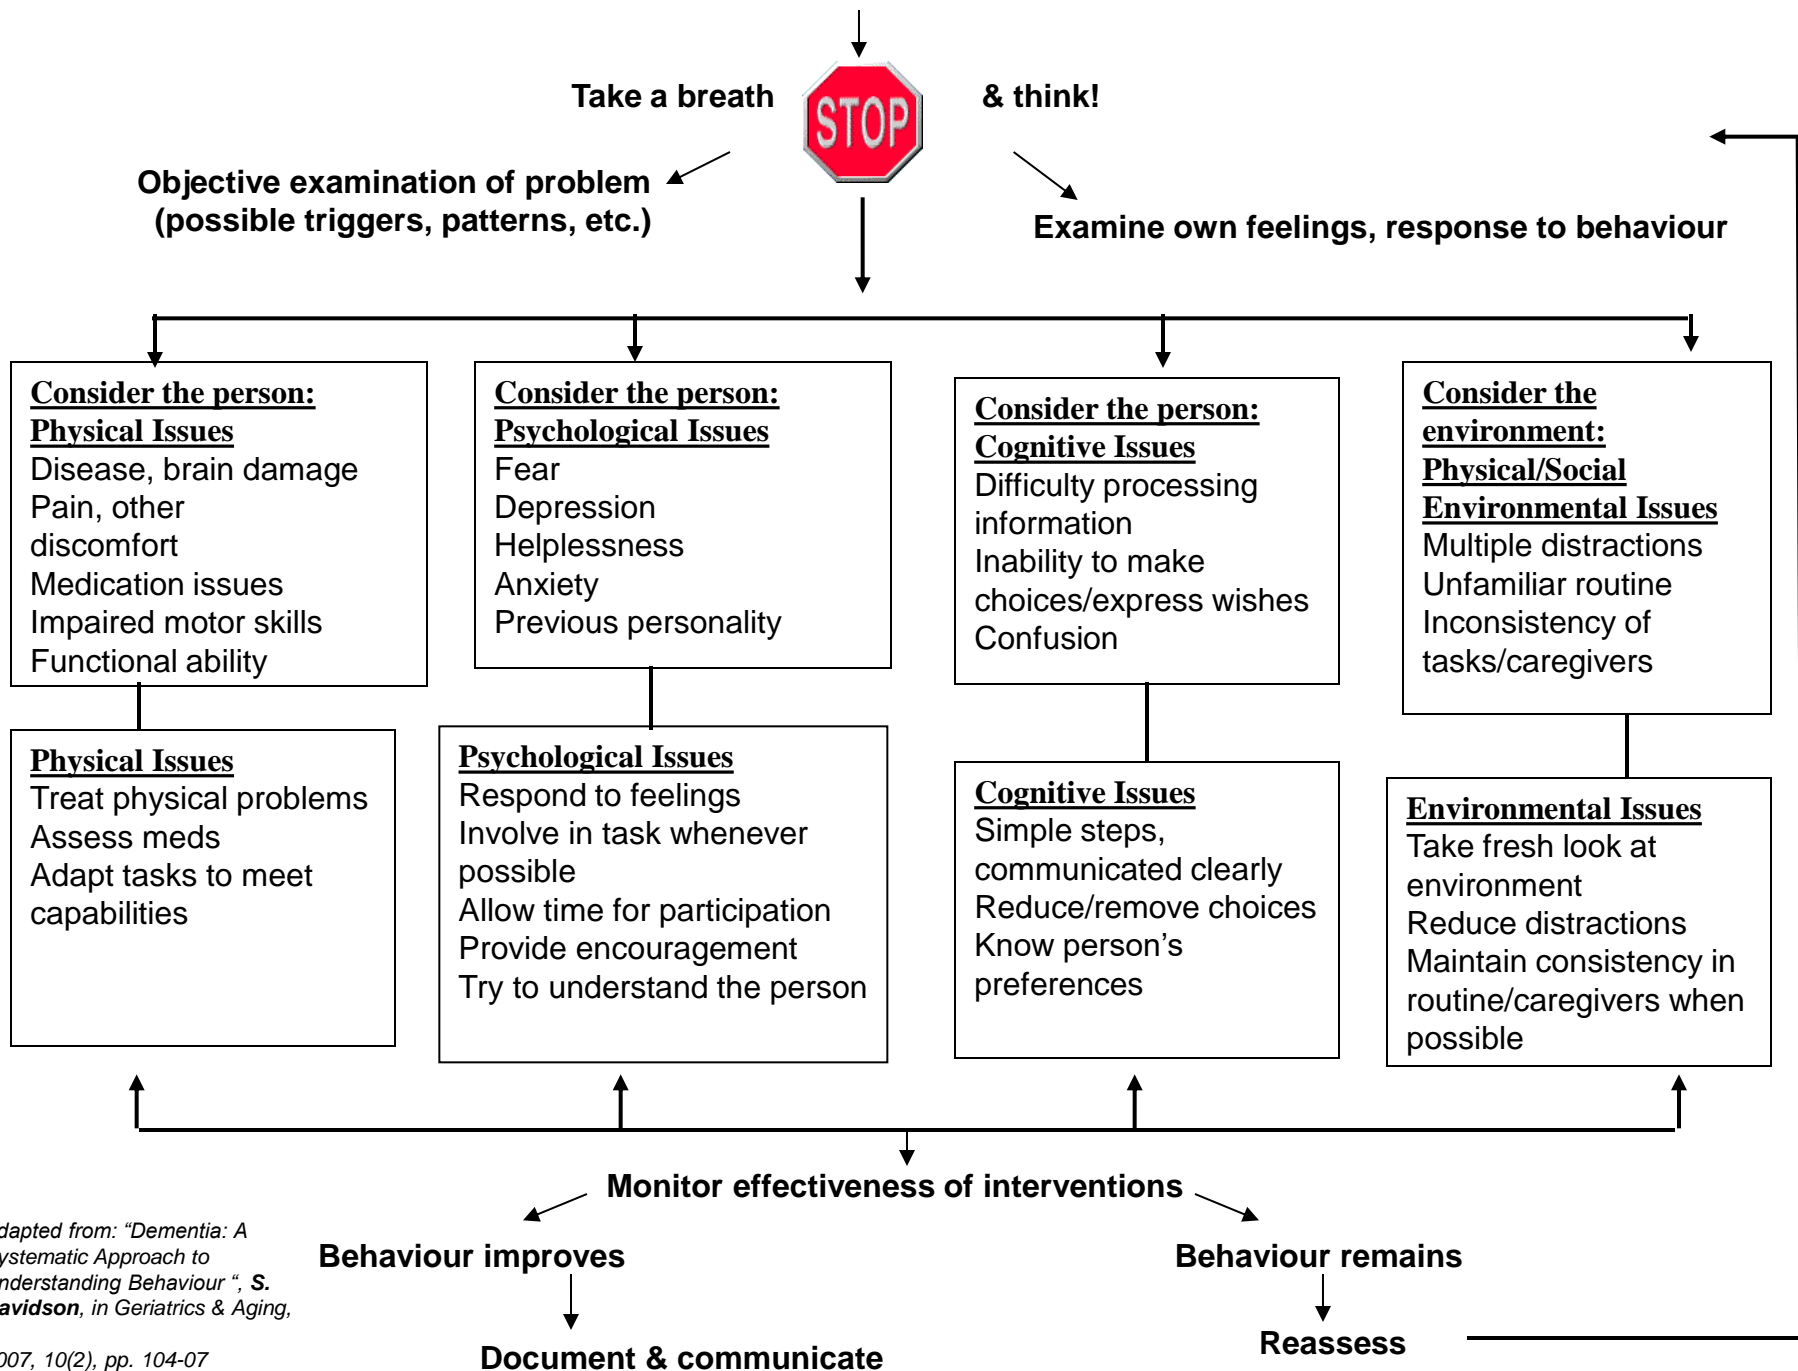 Take a breath STOP & think!
Objective examination of problem
(possible triggers, patterns, etc.)
Examine own feelings, response to behaviour
Consider the person:
Physical Issues
Disease, brain damage
Pain, other
discomfort
Medication issues
Impaired motor skills
Functional ability
Consider the person:
Psychological Issues
Fear
Depression
Helplessness
Anxiety
Previous personality
Consider the person:
Cognitive Issues
Difficulty processing
information
Inability to make
choices/express wishes
Confusion
Consider the
environment:
Physical/Social
Environmental Issues
Multiple distractions
Unfamiliar routine
Inconsistency of
tasks/caregivers
Physical Issues
Treat physical problems
Assess meds
Adapt tasks to meet
capabilities
Psychological Issues
Respond to feelings
Involve in task whenever
possible
Allow time for participation
Provide encouragement
Try to understand the person
Cognitive Issues
Simple steps,
communicated clearly
Reduce/remove choices
Know person’s
preferences
Environmental Issues
Take fresh look at
environment
Reduce distractions
Maintain consistency in
routine/caregivers when
possible
Monitor effectiveness of interventions
Behaviour improves
Document & communicate
Behaviour remains
Reassess
dapted from: “Dementia: A
ystematic Approach to
nderstanding Behaviour “, S.
avidson, in Geriatrics & Aging,
007, 10(2), pp. 104-07